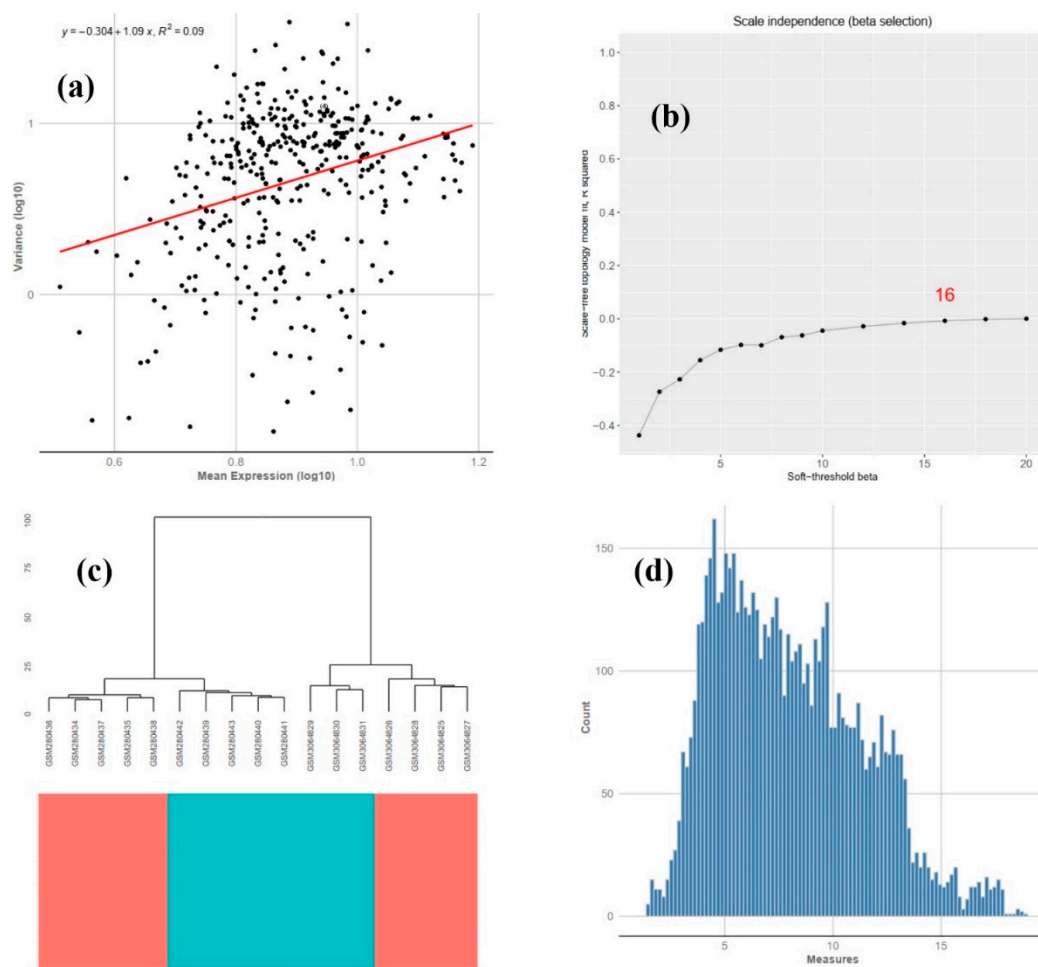 y = −0.304 + 1.09 x, R² = 0.09
(a)
1
0
Variance (log10)
0.6 0.8 1.0 1.2
Mean Expression (log10)
Scale independence (beta selection)
(b)
1.0
0.8
0.6
0.4
0.2
0.0
−0.2
−0.4
16
Scale-free topology model fit, R squared
5 10 15 20
Soft-threshold beta
(c)
100
75
50
25
0
GSM280436
GSM280434
GSM280437
GSM280435
GSM280438
GSM280442
GSM280439
GSM280443
GSM280440
GSM280441
GSM3064829
GSM3064830
GSM3064831
GSM3064826
GSM3064828
GSM3064825
GSM3064827
(d)
150
100
50
0
Count
5 10 15
Measures